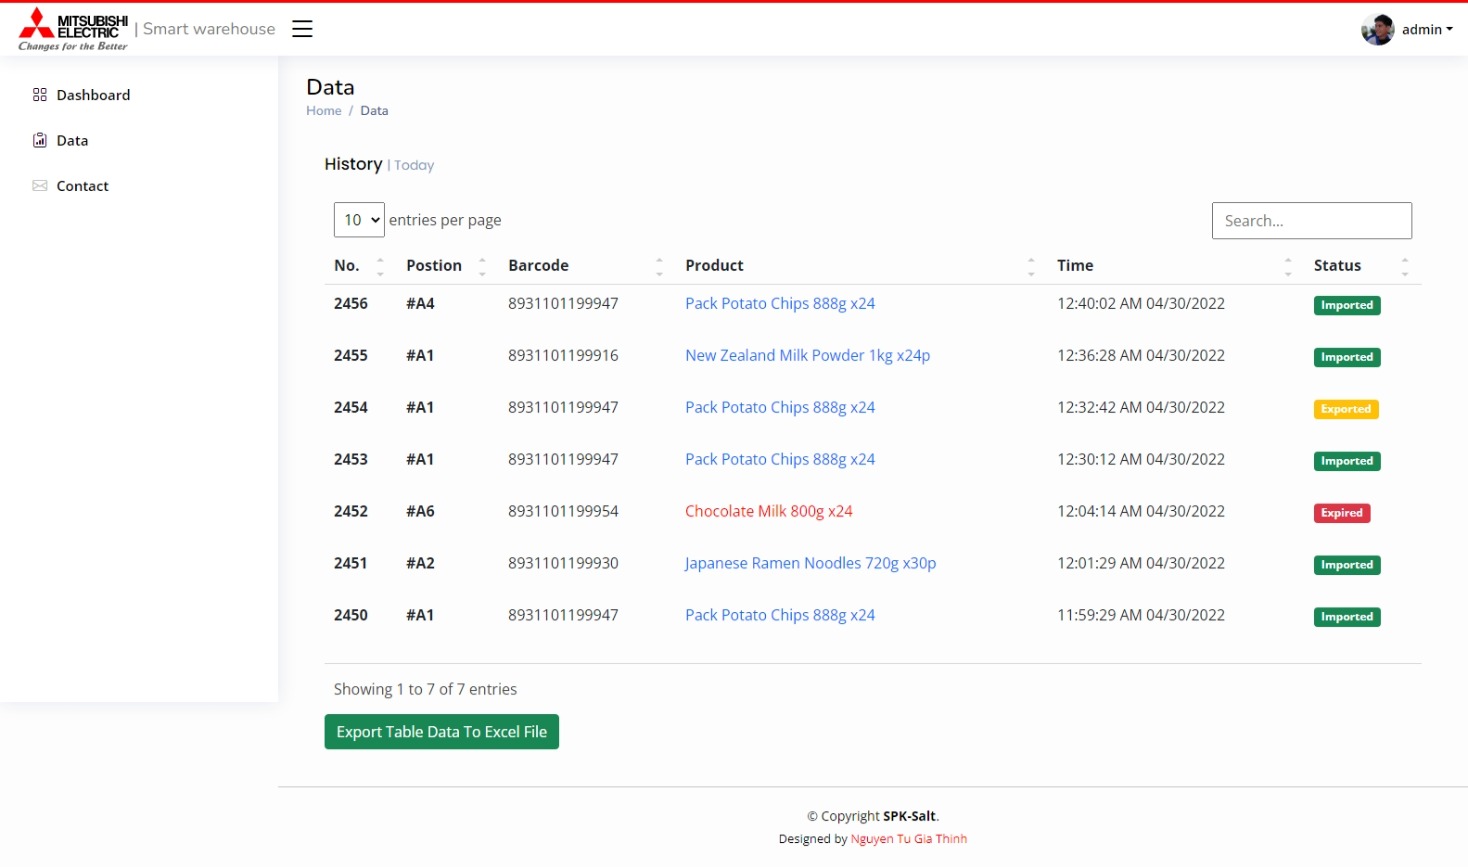 MITSUBISHI
ELECTRIC
Changes for the Better
| Smart warehouse
admin
Dashboard
Data
Contact
Data
Home / Data
History | Today
10 entries per page
Search...
No. Postion Barcode Product Time Status
2456 #A4 8931101199947 Pack Potato Chips 888g x24 12:40:02 AM 04/30/2022 Imported
2455 #A1 8931101199916 New Zealand Milk Powder 1kg x24p 12:36:28 AM 04/30/2022 Imported
2454 #A1 8931101199947 Pack Potato Chips 888g x24 12:32:42 AM 04/30/2022 Exported
2453 #A1 8931101199947 Pack Potato Chips 888g x24 12:30:12 AM 04/30/2022 Imported
2452 #A6 8931101199954 Chocolate Milk 800g x24 12:04:14 AM 04/30/2022 Expired
2451 #A2 8931101199930 Japanese Ramen Noodles 720g x30p 12:01:29 AM 04/30/2022 Imported
2450 #A1 8931101199947 Pack Potato Chips 888g x24 11:59:29 AM 04/30/2022 Imported
Showing 1 to 7 of 7 entries
Export Table Data To Excel File
© Copyright SPK-Salt.
Designed by Nguyen Tu Gia Thinh